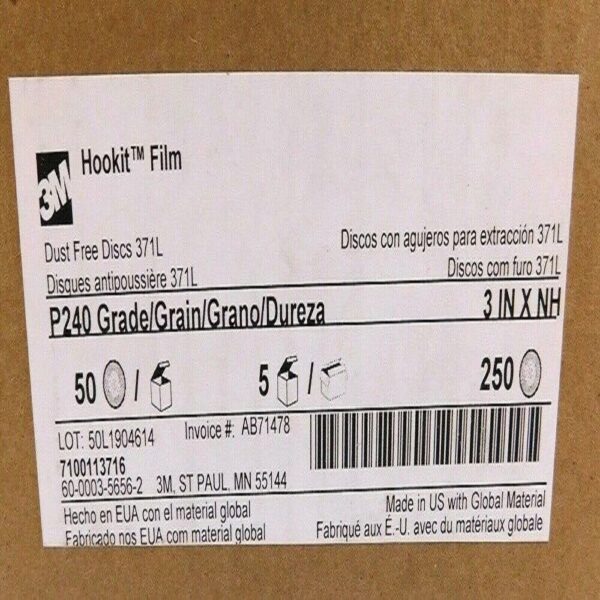 3M
Hookit™ Film
Dust Free Discs 371L
Discos con agujeros para extracción 371L
Disques antipoussière 371L
Discos com furo 371L
P240 Grade/Grain/Grano/Dureza
3 IN X NH
50 /
5 /
250
LOT: 50L1904614
Invoice #: AB71478
7100113716
60-0003-5656-2 3M, ST PAUL, MN 55144
Hecho en EUA con el material global
Made in US with Global Material
Fabricado nos EUA com material global
Fabriqué aux É.-U. avec du matériaux globale